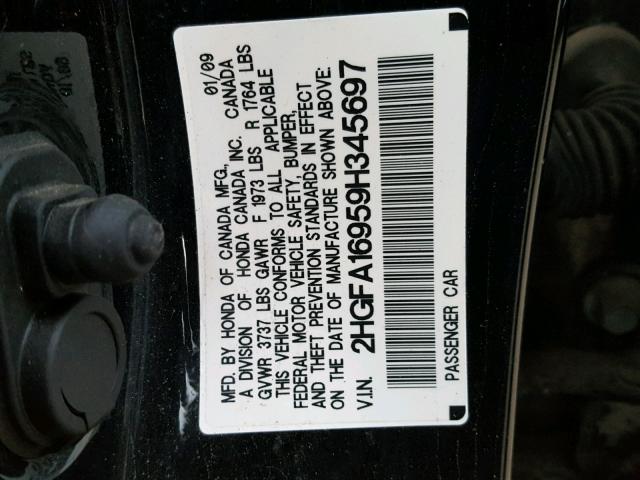 MFD. BY HONDA OF CANADA MFG., 01/09
A DIVISION OF HONDA CANADA INC. CANADA
GVWR 3737 LBS GAWR F 1973 LBS R 1764 LBS
THIS VEHICLE CONFORMS TO ALL APPLICABLE
FEDERAL MOTOR VEHICLE SAFETY, BUMPER,
AND THEFT PREVENTION STANDARDS IN EFFECT
ON THE DATE OF MANUFACTURE SHOWN ABOVE.
V.I.N. 2HGFA16959H345697
PASSENGER CAR